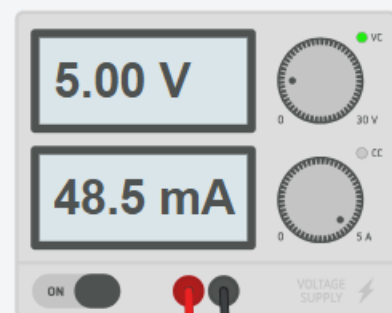 5.00 V
VC
0
30 V
48.5 mA
CC
0
5 A
ON
VOLTAGE
SUPPLY